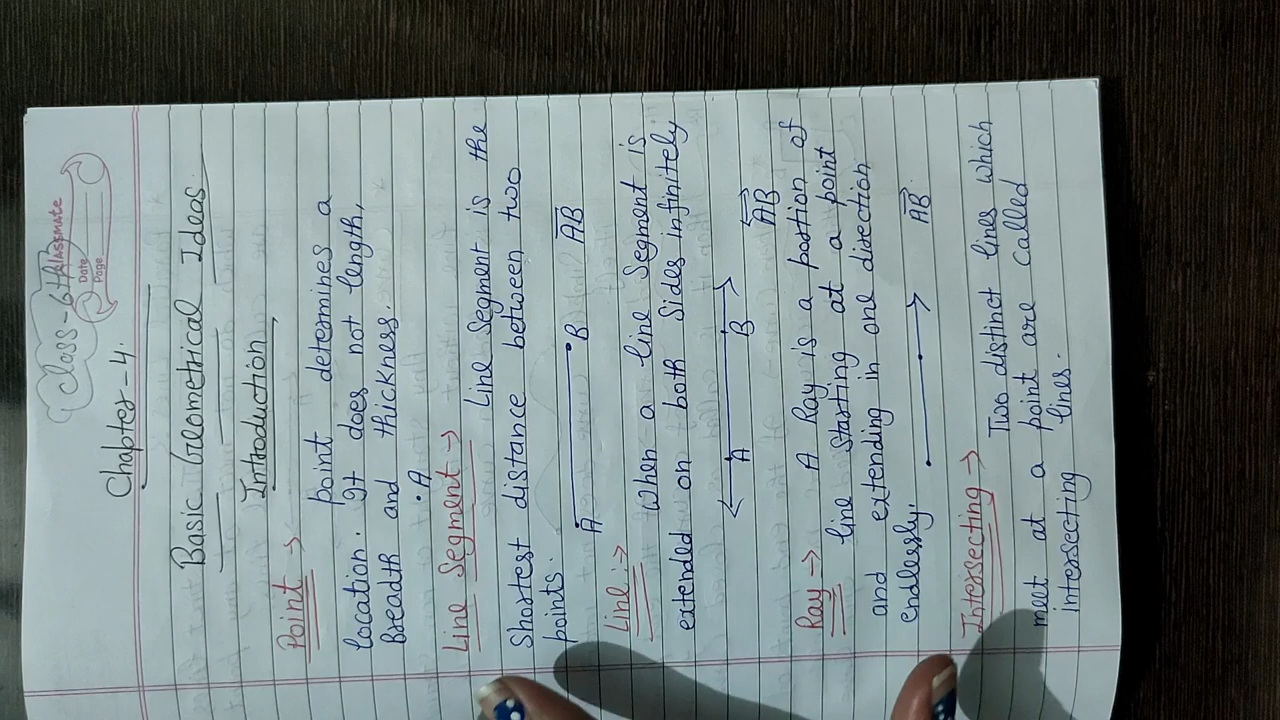 Class-6th
classmate
Date
Page
Chapter-4.
Basic Geometrical Ideas.
Introduction
Point →
point determines a
location. It does not length,
Breadth and thickness.
. A
Line Segment → Line Segment is the
Shortest distance between two
points.
A B AB
Line :→ When a line Segment is
extended on both Sides infinitely
A B AB
Ray → A Ray is a portion of
line Starting at a point
and extending in one direction
endlessly. AB
Intersecting → Two distinct lines which
meet at a point are called
intersecting lines.